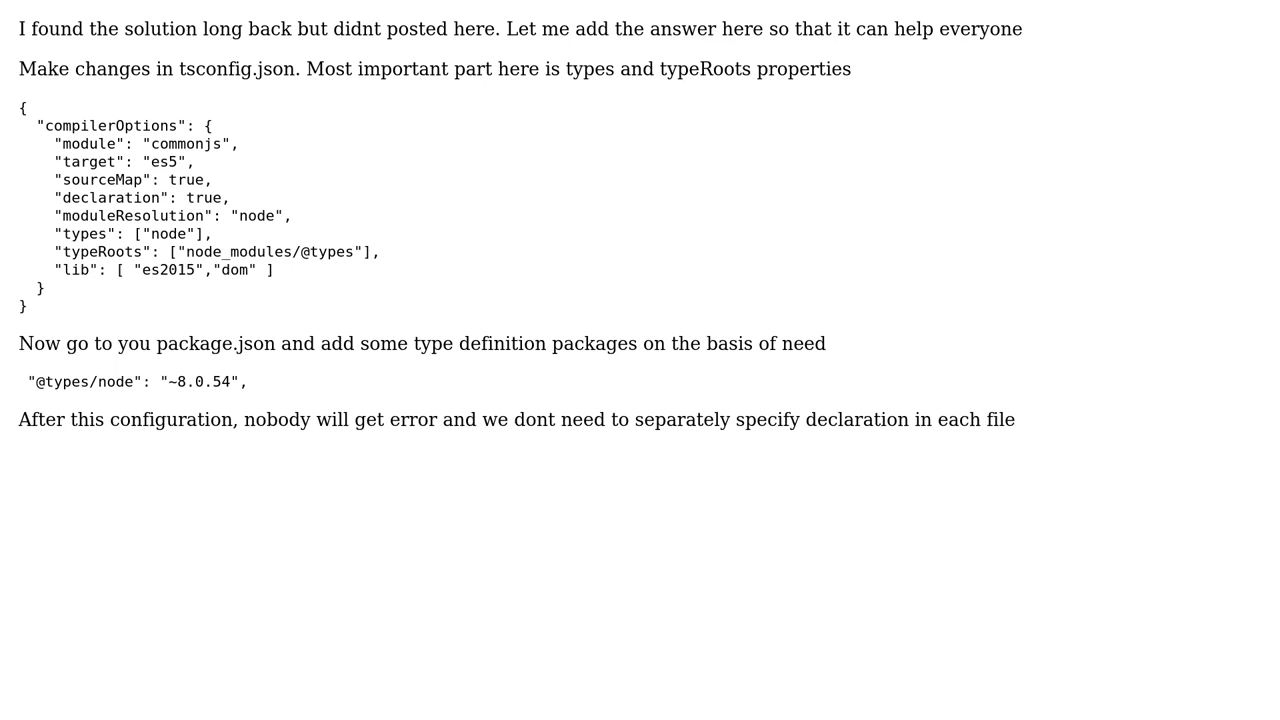 I found the solution long back but didnt posted here. Let me add the answer here so that it can help everyone
Make changes in tsconfig.json. Most important part here is types and typeRoots properties
{
  "compilerOptions": {
    "module": "commonjs",
    "target": "es5",
    "sourceMap": true,
    "declaration": true,
    "moduleResolution": "node",
    "types": ["node"],
    "typeRoots": ["node_modules/@types"],
    "lib": [ "es2015","dom" ]
  }
}
Now go to you package.json and add some type definition packages on the basis of need
 "@types/node": "~8.0.54",
After this configuration, nobody will get error and we dont need to separately specify declaration in each file